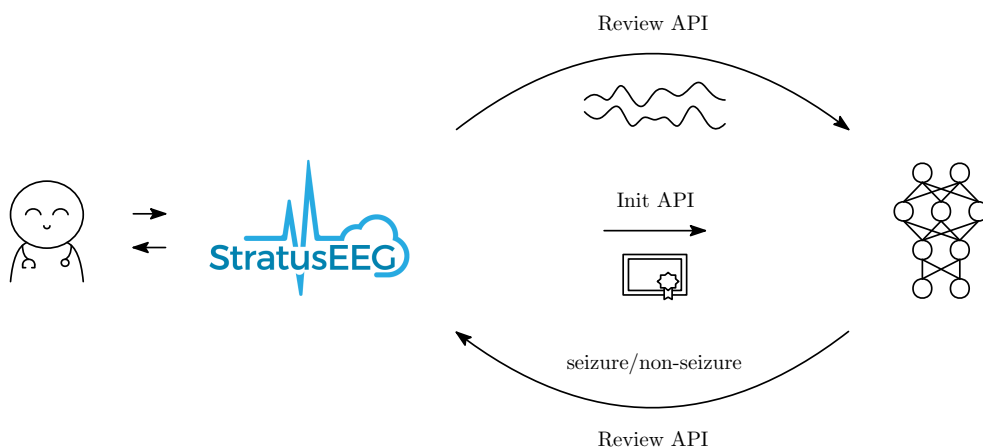 Review API
Init API
StratusEEG
seizure/non-seizure
Review API